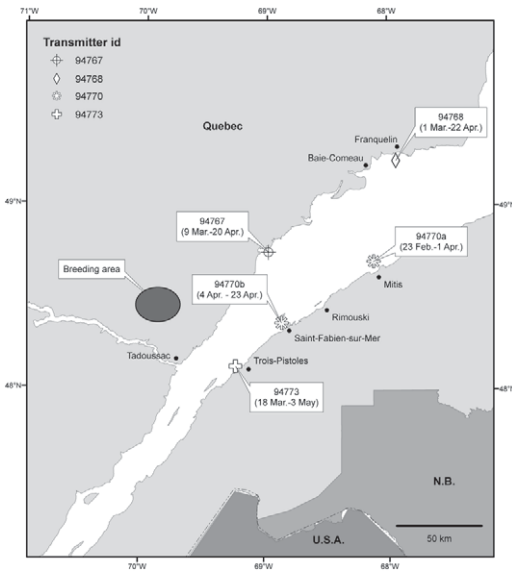 71°W 70°W 69°W 68°W
Transmitter id
94767
94768
94770
94773
Quebec
94768
(1 Mar.-22 Apr.)
Franquelin
Baie-Comeau
49°N
49°N
94767
(9 Mar.-20 Apr.)
94770a
(23 Feb.-1 Apr.)
Breeding area
94770b
(4 Apr. - 23 Apr.)
Mitis
Rimouski
Saint-Fabien-sur-Mer
Tadoussac
Trois-Pistoles
48°N
48°N
94773
(18 Mar.-3 May)
N.B.
U.S.A.
50 km
70°W 69°W 68°W